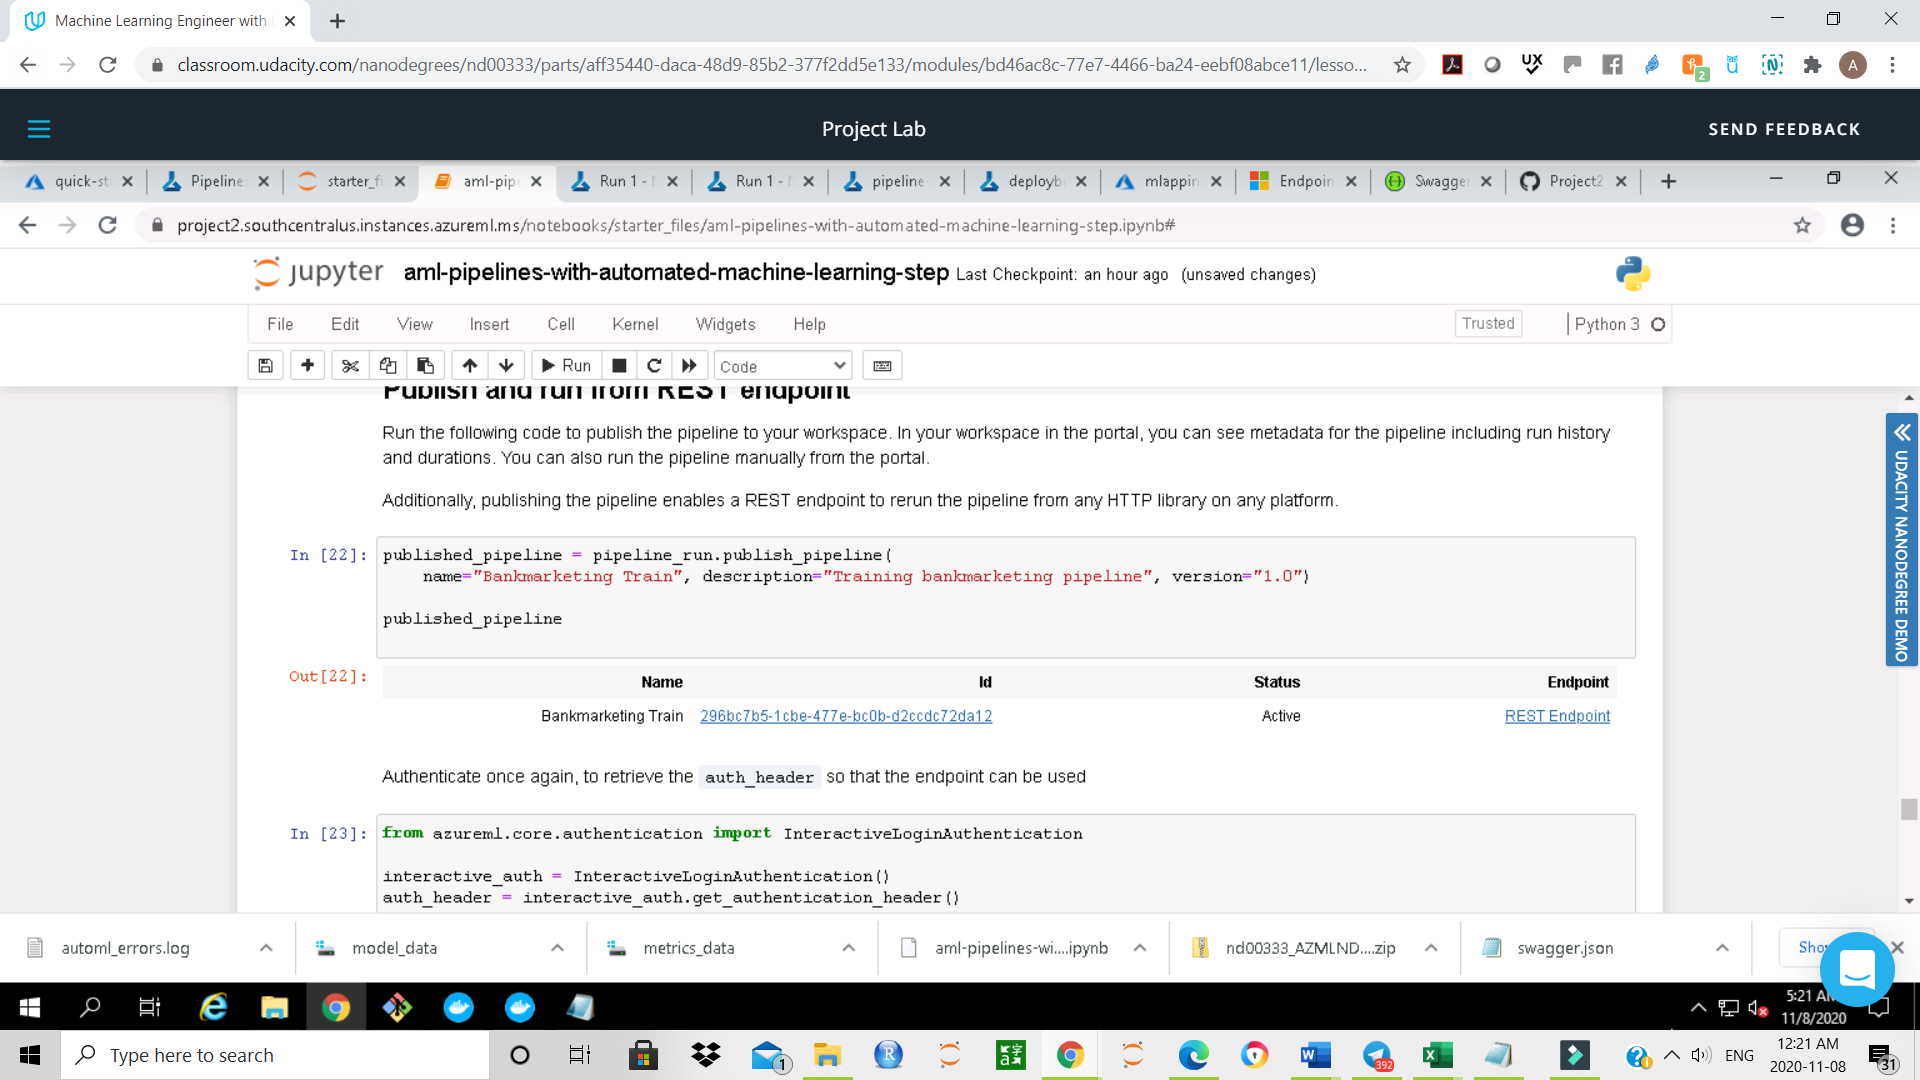 Machine Learning Engineer with
classroom.udacity.com/nanodegrees/nd00333/parts/aff35440-daca-48d9-85b2-377f2dd5e133/modules/bd46ac8c-77e7-4466-ba24-eebf08abce11/lesso...
UX
2
A
Project Lab
SEND FEEDBACK
quick-st
Pipeline
starter_fi
aml-pip
Run 1 -
Run 1 -
pipeline-
deployb
mlappin
Endpoin
Swagge
Project2
project2.southcentralus.instances.azureml.ms/notebooks/starter_files/aml-pipelines-with-automated-machine-learning-step.ipynb#
jupyter aml-pipelines-with-automated-machine-learning-step Last Checkpoint: an hour ago (unsaved changes)
File Edit View Insert Cell Kernel Widgets Help
Trusted
Python 3
Run
Code
Publish and run from REST endpoint
Run the following code to publish the pipeline to your workspace. In your workspace in the portal, you can see metadata for the pipeline including run history
and durations. You can also run the pipeline manually from the portal.
Additionally, publishing the pipeline enables a REST endpoint to rerun the pipeline from any HTTP library on any platform.
In [22]: published_pipeline = pipeline_run.publish_pipeline(
name="Bankmarketing Train", description="Training bankmarketing pipeline", version="1.0")
published_pipeline
Out[22]:
Name Id Status Endpoint
Bankmarketing Train 296bc7b5-1cbe-477e-bc0b-d2ccdc72da12 Active REST Endpoint
Authenticate once again, to retrieve the auth_header so that the endpoint can be used
In [23]: from azureml.core.authentication import InteractiveLoginAuthentication
interactive_auth = InteractiveLoginAuthentication()
auth_header = interactive_auth.get_authentication_header()
UDACITY NANODEGREE DEMO
automl_errors.log
model_data
metrics_data
aml-pipelines-wi....ipynb
nd00333_AZMLND....zip
swagger.json
Sho
5:21 AM
11/8/2020
Type here to search
1
392
ENG
12:21 AM
2020-11-08
31